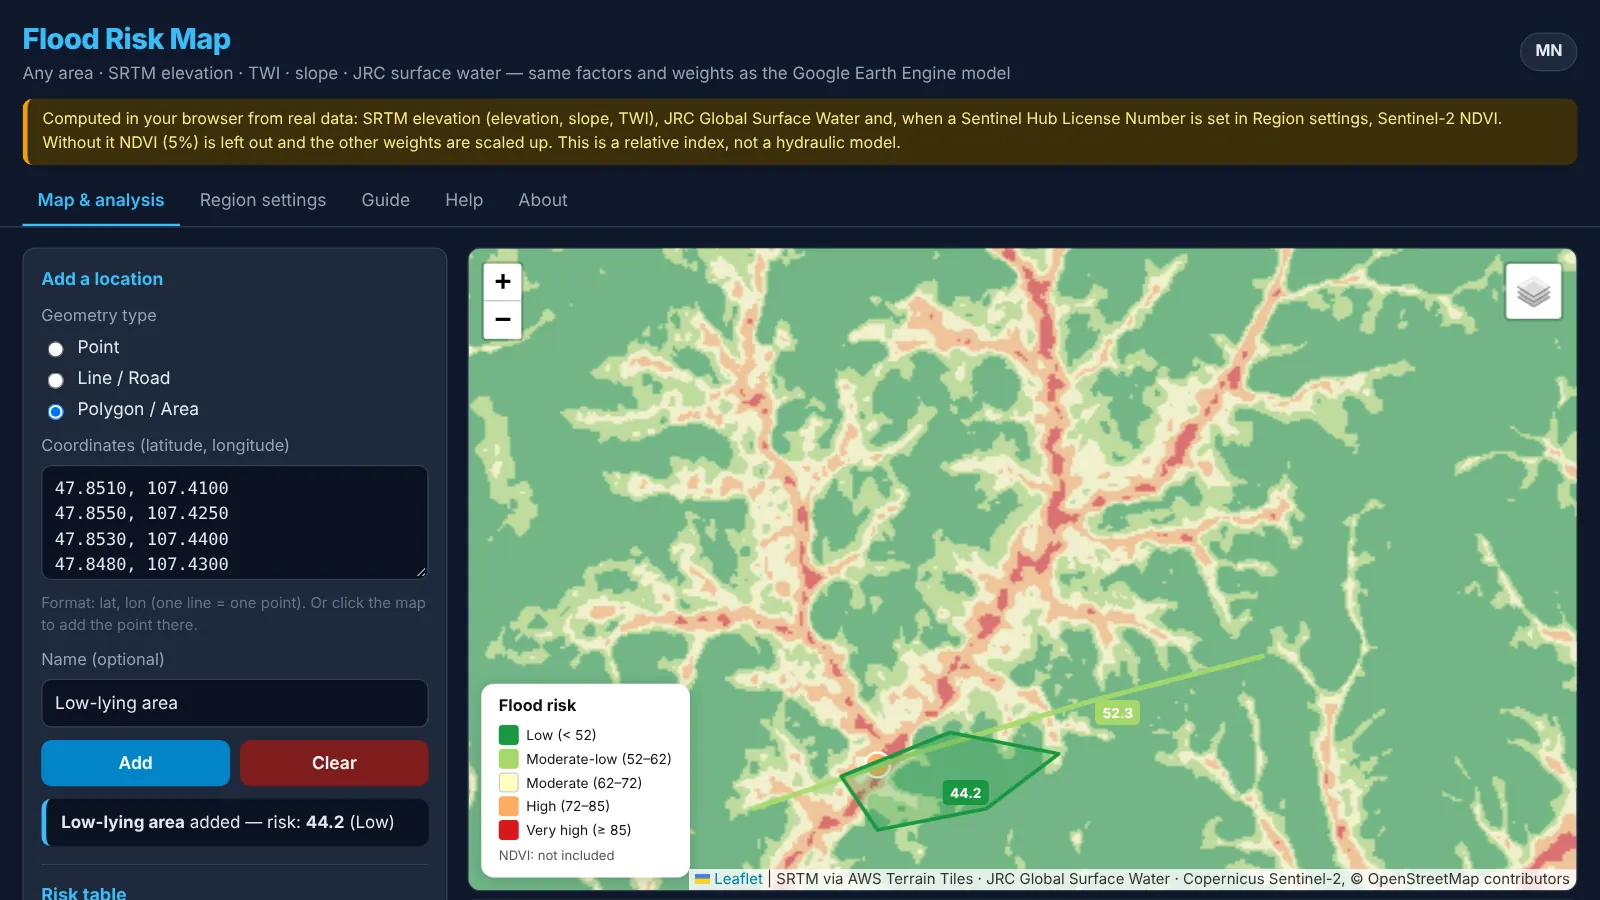 Flood Risk Map
Any area · SRTM elevation · TWI · slope · JRC surface water — same factors and weights as the Google Earth Engine model
MN
Computed in your browser from real data: SRTM elevation (elevation, slope, TWI), JRC Global Surface Water and, when a Sentinel Hub License Number is set in Region settings, Sentinel-2 NDVI.
Without it NDVI (5%) is left out and the other weights are scaled up. This is a relative index, not a hydraulic model.
Map & analysis
Region settings
Guide
Help
About
Add a location
Geometry type
Point
Line / Road
Polygon / Area
Coordinates (latitude, longitude)
47.8510, 107.4100
47.8550, 107.4250
47.8530, 107.4400
47.8480, 107.4300
Format: lat, lon (one line = one point). Or click the map
to add the point there.
Name (optional)
Low-lying area
Add
Clear
Low-lying area added — risk: 44.2 (Low)
Risk table
+
−
52.3
44.2
Flood risk
Low (< 52)
Moderate-low (52–62)
Moderate (62–72)
High (72–85)
Very high (≥ 85)
NDVI: not included
Leaflet | SRTM via AWS Terrain Tiles · JRC Global Surface Water · Copernicus Sentinel-2, © OpenStreetMap contributors